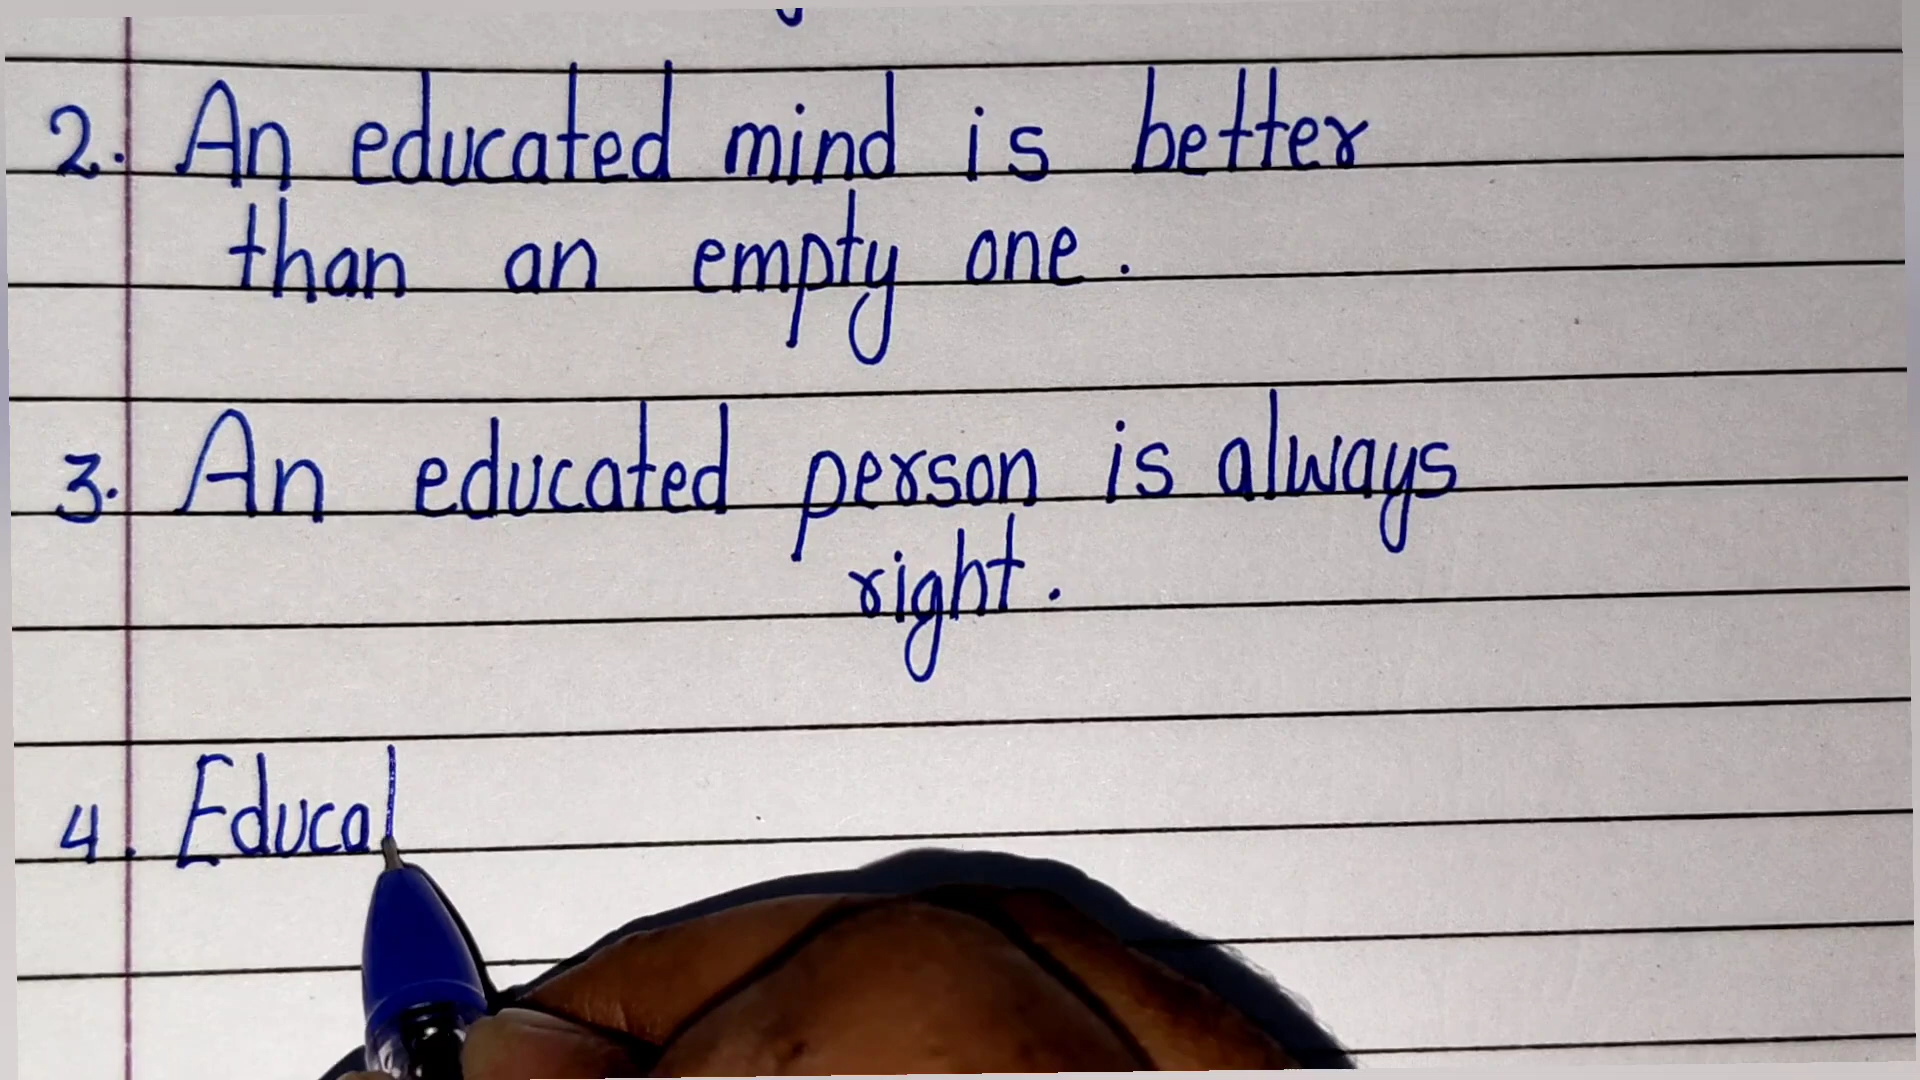 2. An educated mind is better
than an empty one.
3. An educated person is always
right.
4. Educa